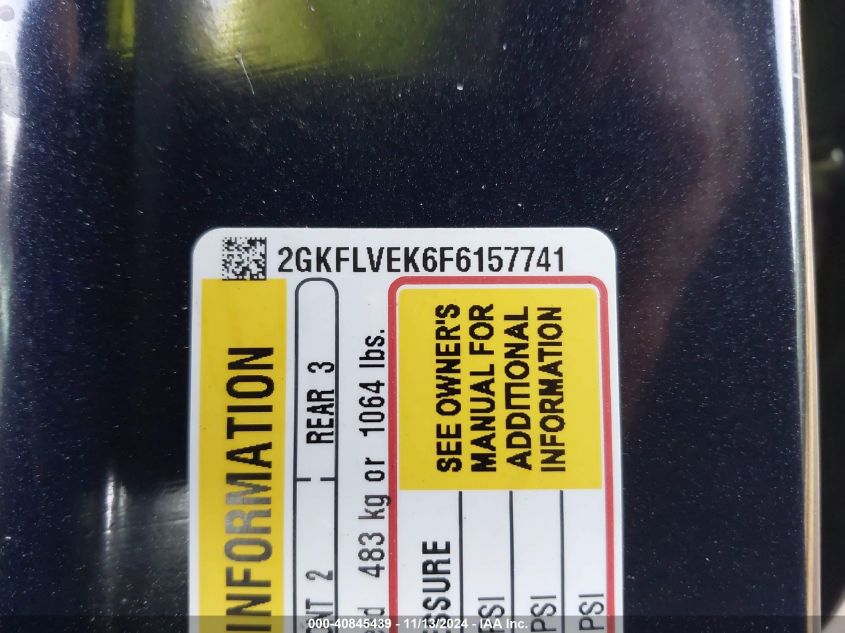 2GKFLVEK6F6157741
INFORMATION
NT 2 REAR 3
ed 483 kg or 1064 lbs.
SEE OWNER'S
MANUAL FOR
ADDITIONAL
INFORMATION
ESSURE
PSI
PSI
PSI
000-40845439 - 11/13/2024 - IAA Inc.